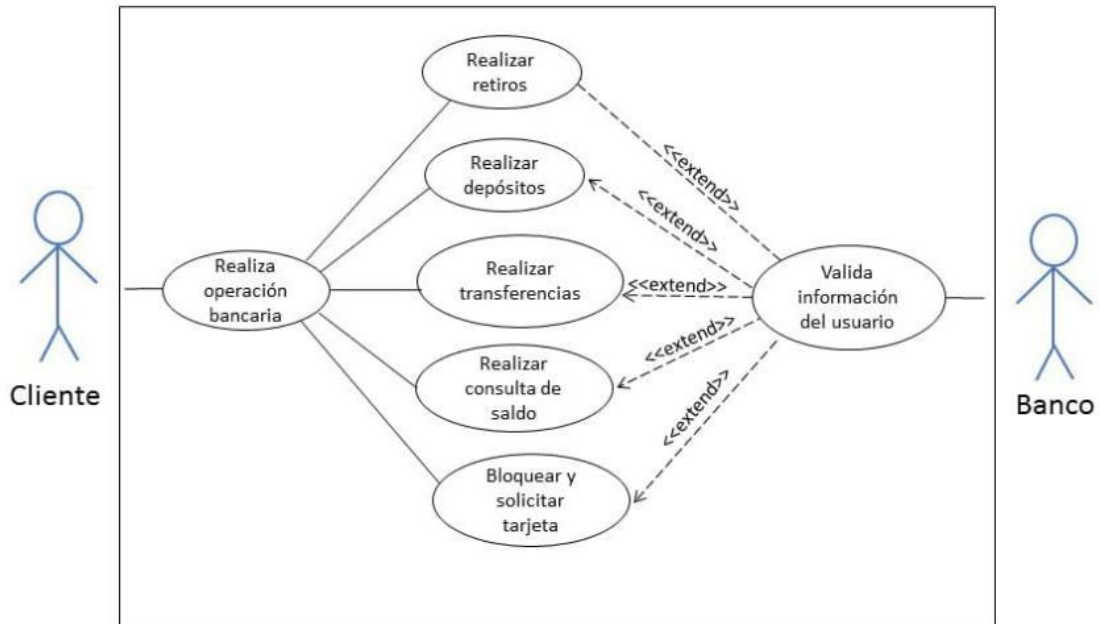 Realizar
retiros
<<extend>>
Realizar
depósitos
<<extend>>
Realiza
operación
bancaria
Realizar
transferencias
<<extend>>
Valida
información
del usuario
Realizar
consulta de
saldo
<<extend>>
Bloquear y
solicitar
tarjeta
<<extend>>
Cliente
Banco